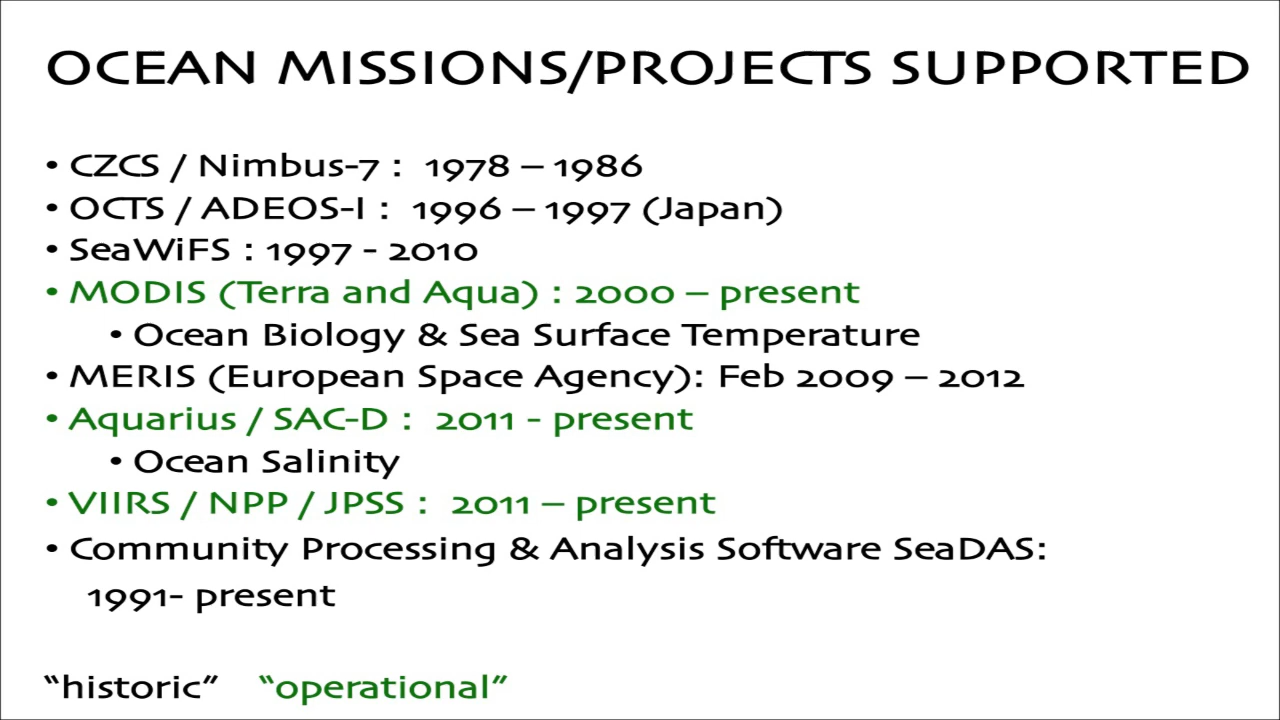 OCEAN MISSIONS/PROJECTS SUPPORTED
• CZCS / Nimbus-7 : 1978 – 1986
• OCTS / ADEOS-I : 1996 – 1997 (Japan)
• SeaWiFS : 1997 - 2010
• MODIS (Terra and Aqua) : 2000 – present
• Ocean Biology & Sea Surface Temperature
• MERIS (European Space Agency): Feb 2009 – 2012
• Aquarius / SAC-D : 2011 - present
• Ocean Salinity
• VIIRS / NPP / JPSS : 2011 – present
• Community Processing & Analysis Software SeaDAS:
1991- present
“historic” “operational”